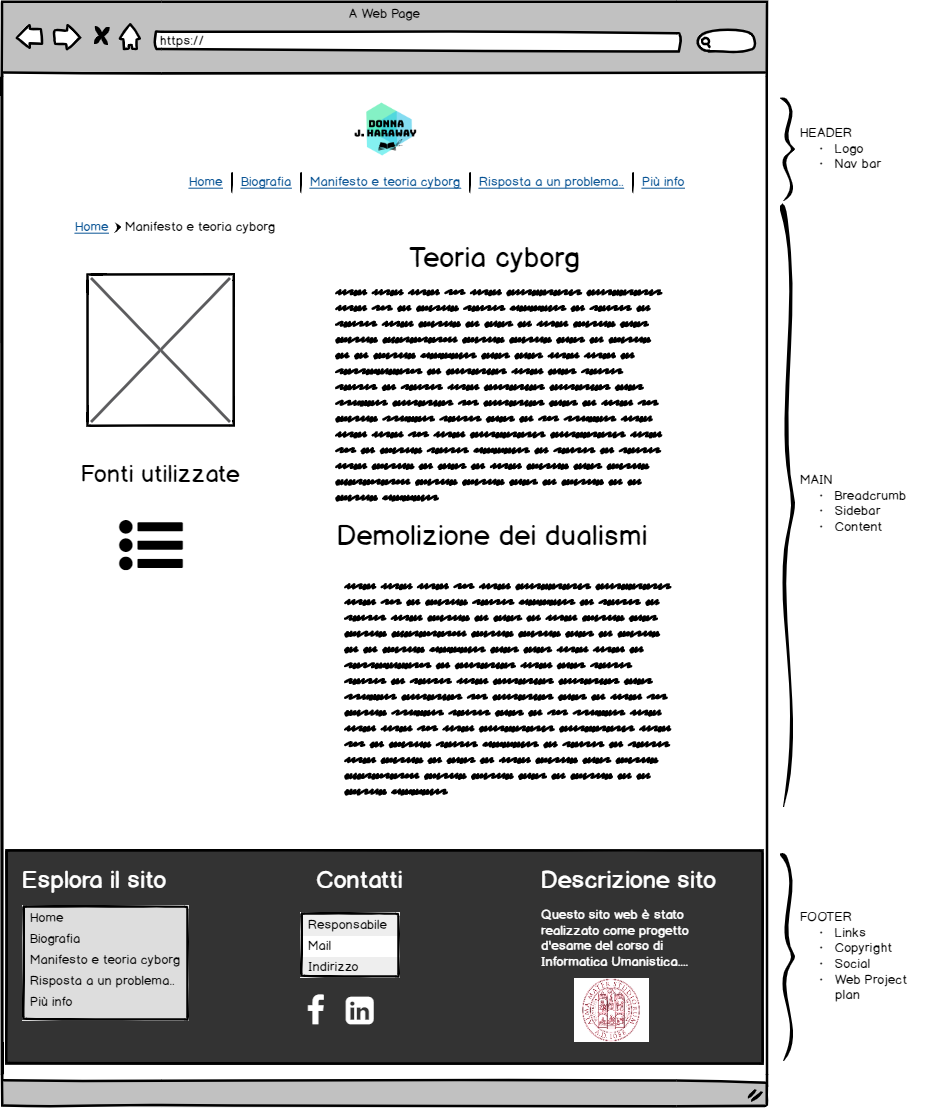 A Web Page
https://
DONNA
J. HARAWAY
Home
Biografia
Manifesto e teoria cyborg
Risposta a un problema..
Più info
Home
Manifesto e teoria cyborg
Teoria cyborg
Fonti utilizzate
Demolizione dei dualismi
Esplora il sito
Home
Biografia
Manifesto e teoria cyborg
Risposta a un problema..
Più info
Contatti
Responsabile
Mail
Indirizzo
f
in
Descrizione sito
Questo sito web è stato
realizzato come progetto
d'esame del corso di
Informatica Umanistica....
HEADER
· Logo
· Nav bar
MAIN
· Breadcrumb
· Sidebar
· Content
FOOTER
· Links
· Copyright
· Social
· Web Project
plan